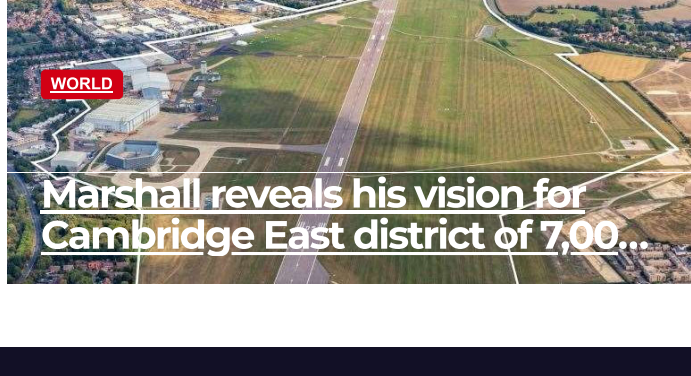 WORLD
Marshall reveals his vision for
Cambridge East district of 7,00...